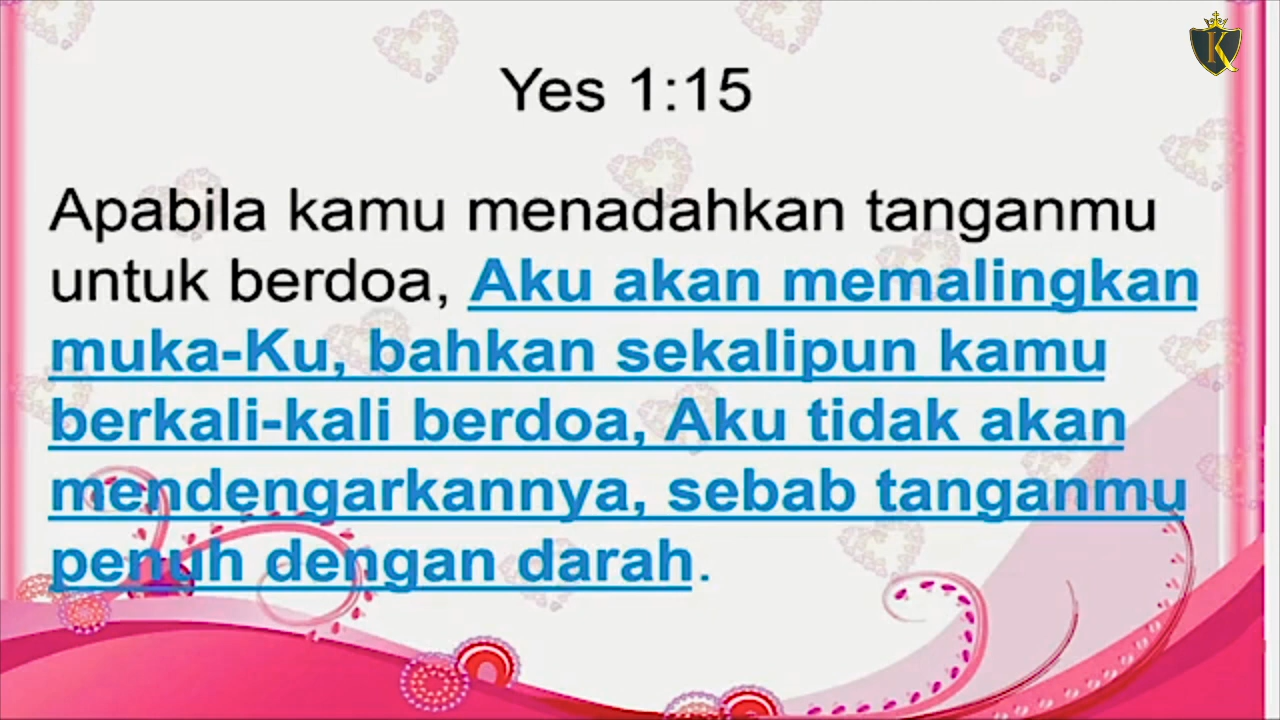 K
Yes 1:15
Apabila kamu menadahkan tanganmu
untuk berdoa, Aku akan memalingkan
muka-Ku, bahkan sekalipun kamu
berkali-kali berdoa, Aku tidak akan
mendengarkannya, sebab tanganmu
penuh dengan darah.